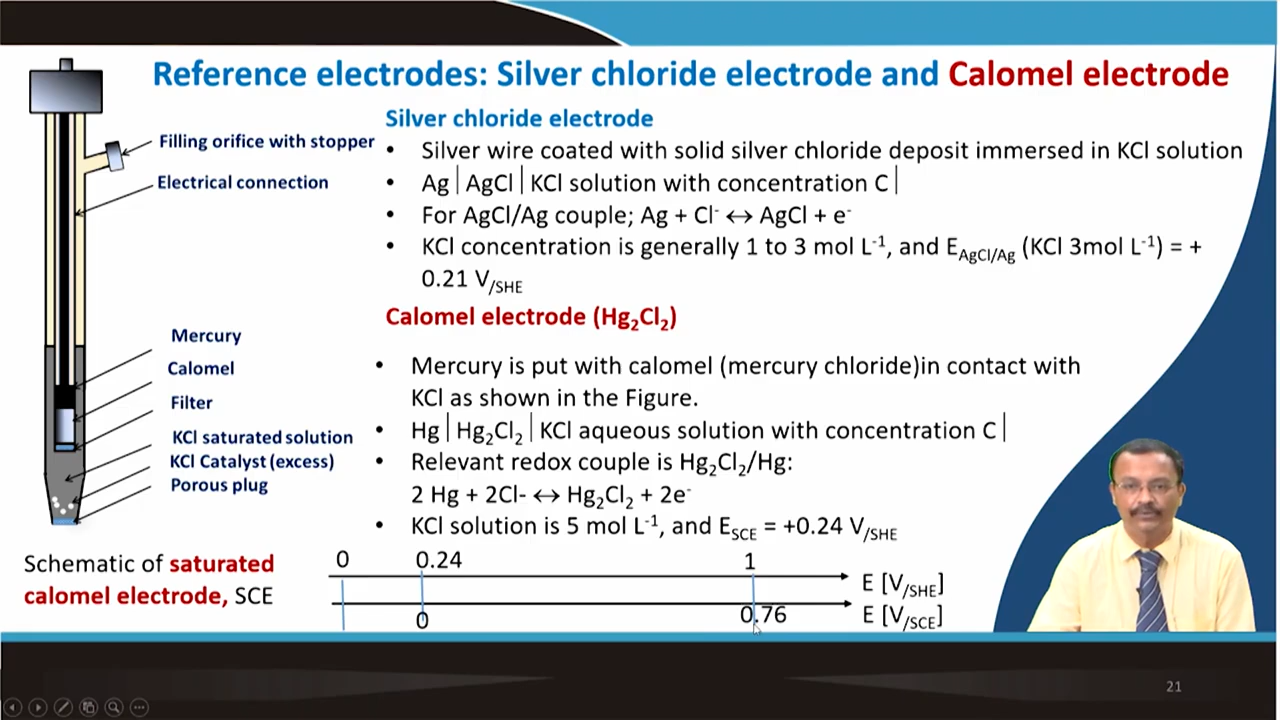 Reference electrodes: Silver chloride electrode and Calomel electrode
Filling orifice with stopper
Electrical connection
Mercury
Calomel
Filter
KCl saturated solution
KCl Catalyst (excess)
Porous plug
Schematic of saturated
calomel electrode, SCE
Silver chloride electrode
• Silver wire coated with solid silver chloride deposit immersed in KCl solution
• Ag | AgCl | KCl solution with concentration C |
• For AgCl/Ag couple; Ag + Cl⁻ ↔ AgCl + e⁻
• KCl concentration is generally 1 to 3 mol L⁻¹, and E_AgCl/Ag (KCl 3mol L⁻¹) = +
0.21 V_/SHE
Calomel electrode (Hg₂Cl₂)
• Mercury is put with calomel (mercury chloride)in contact with
KCl as shown in the Figure.
• Hg | Hg₂Cl₂ | KCl aqueous solution with concentration C |
• Relevant redox couple is Hg₂Cl₂/Hg:
2 Hg + 2Cl- ↔ Hg₂Cl₂ + 2e⁻
• KCl solution is 5 mol L⁻¹, and E_SCE = +0.24 V_/SHE
0 0.24 1
E [V_/SHE]
0 0.76
E [V_/SCE]
21